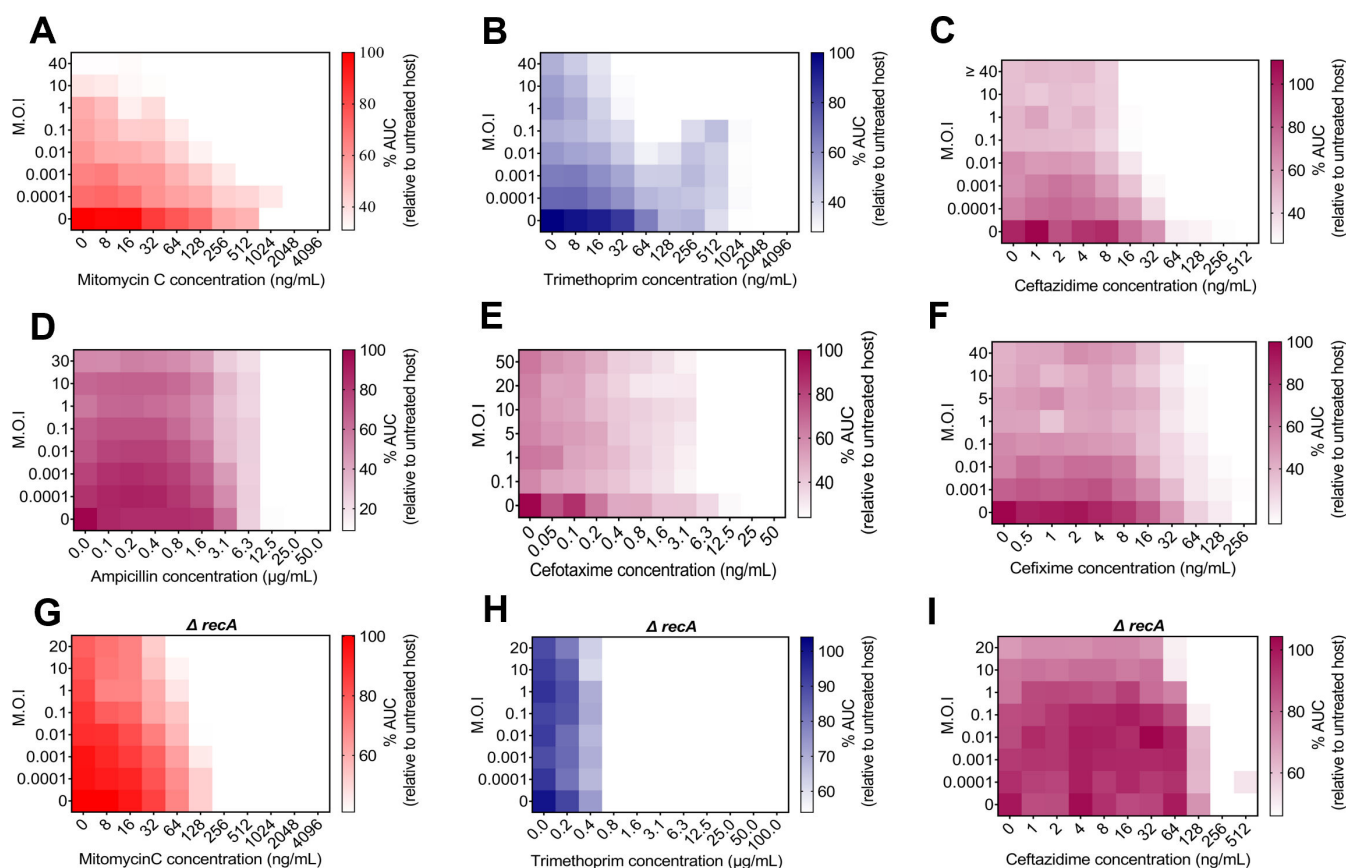 A
M.O.I
40
10
1
0.1
0.01
0.001
0.0001
0
0 8 16 32 64 128 256 512 1024 2048 4096
Mitomycin C concentration (ng/mL)
100
80
60
40
% AUC
(relative to untreated host)
B
M.O.I
40
10
1
0.1
0.01
0.001
0.0001
0
0 8 16 32 64 128 256 512 1024 2048 4096
Trimethoprim concentration (ng/mL)
100
80
60
40
% AUC
(relative to untreated host)
C
M.O.I
≥ 40
10
1
0.1
0.01
0.001
0.0001
0
0 1 2 4 8 16 32 64 128 256 512
Ceftazidime concentration (ng/mL)
100
80
60
40
% AUC
(relative to untreated host)
D
M.O.I
30
10
1
0.1
0.01
0.001
0.0001
0
0.0 0.1 0.2 0.4 0.8 1.6 3.1 6.3 12.5 25.0 50.0
Ampicillin concentration (µg/mL)
100
80
60
40
20
% AUC
(relative to untreated host)
E
M.O.I
50
20
10
5
1
0.1
0
0 0.05 0.1 0.2 0.4 0.8 1.6 3.1 6.3 12.5 25 50
Cefotaxime concentration (ng/mL)
100
80
60
40
% AUC
(relative to untreated host)
F
M.O.I
40
10
5
1
0.1
0.01
0.001
0
0 0.5 1 2 4 8 16 32 64 128 256
Cefixime concentration (ng/mL)
100
80
60
40
% AUC
(relative to untreated host)
G
Δ recA
M.O.I
20
10
1
0.1
0.01
0.001
0.0001
0
0 8 16 32 64 128 256 512 1024 2048 4096
MitomycinC concentration (ng/mL)
100
80
60
% AUC
(relative to untreated host)
H
Δ recA
M.O.I
20
10
1
0.1
0.01
0.001
0.0001
0
0.0 0.2 0.4 0.8 1.6 3.1 6.3 12.5 25.0 50.0 100.0
Trimethoprim concentration (µg/mL)
100
90
80
70
60
% AUC
(relative to untreated host)
I
Δ recA
M.O.I
20
10
1
0.1
0.01
0.001
0.0001
0
0 1 2 4 8 16 32 64 128 256 512
Ceftazidime concentration (ng/mL)
100
80
60
% AUC
(relative to untreated host)